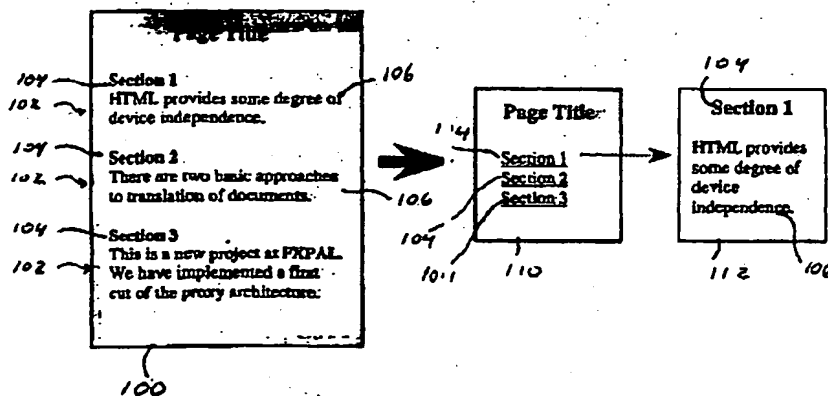 Page Title
104
Section 1
106
102
HTML provides some degree of
device independence.
104
Section 2
102
There are two basic approaches
to translation of documents.
106
104
Section 3
102
This is a new project at FXPAL.
We have implemented a first
cut of the proxy architecture.
100
Page Title
Section 1
Section 2
Section 3
104
110
104
Section 1
HTML provides
some degree of
device
independence.
112
106